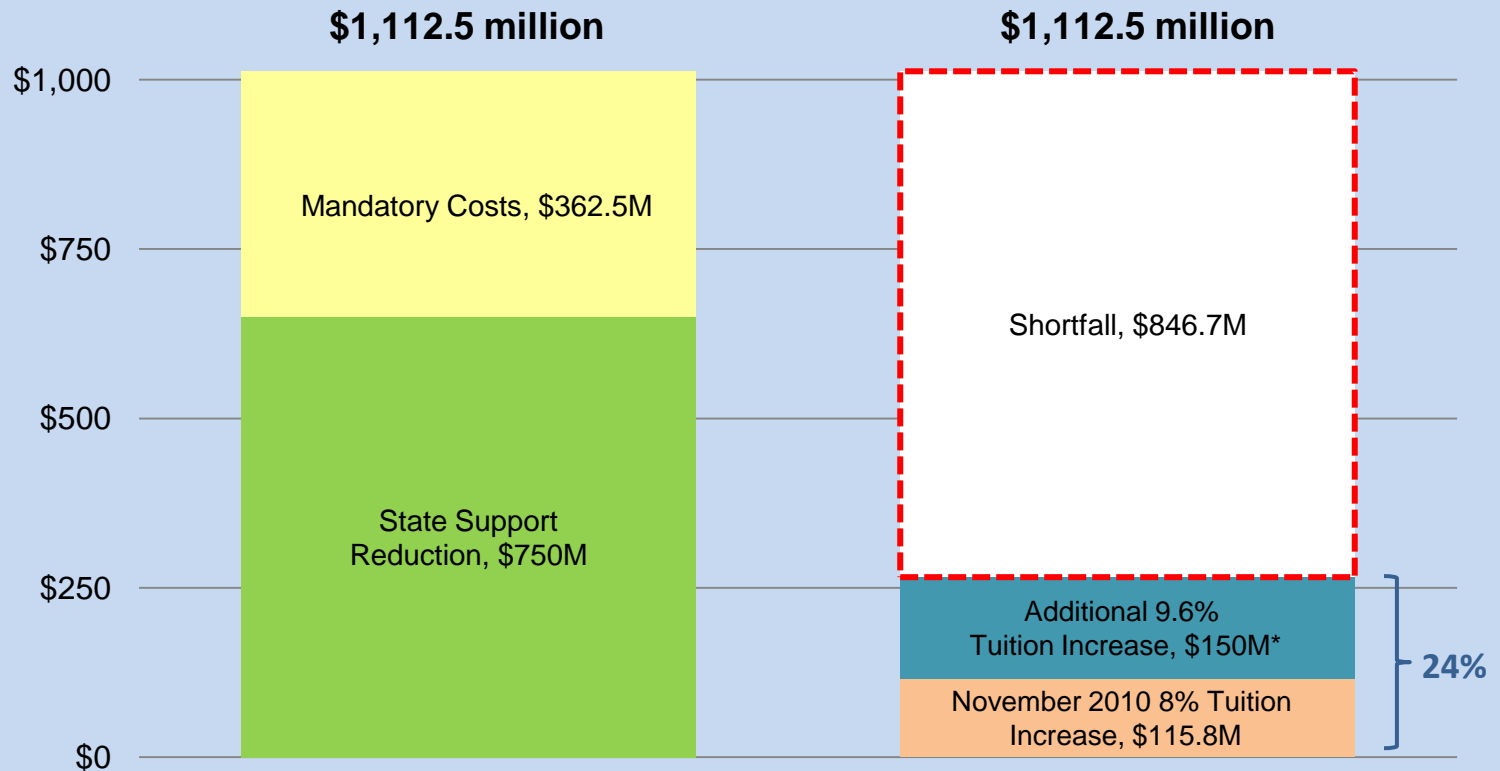 $1,112.5 million
$1,112.5 million
$1,000
$750
$500
$250
$0
Mandatory Costs, $362.5M
State Support
Reduction, $750M
Shortfall, $846.7M
Additional 9.6%
Tuition Increase, $150M*
November 2010 8% Tuition
Increase, $115.8M
24%